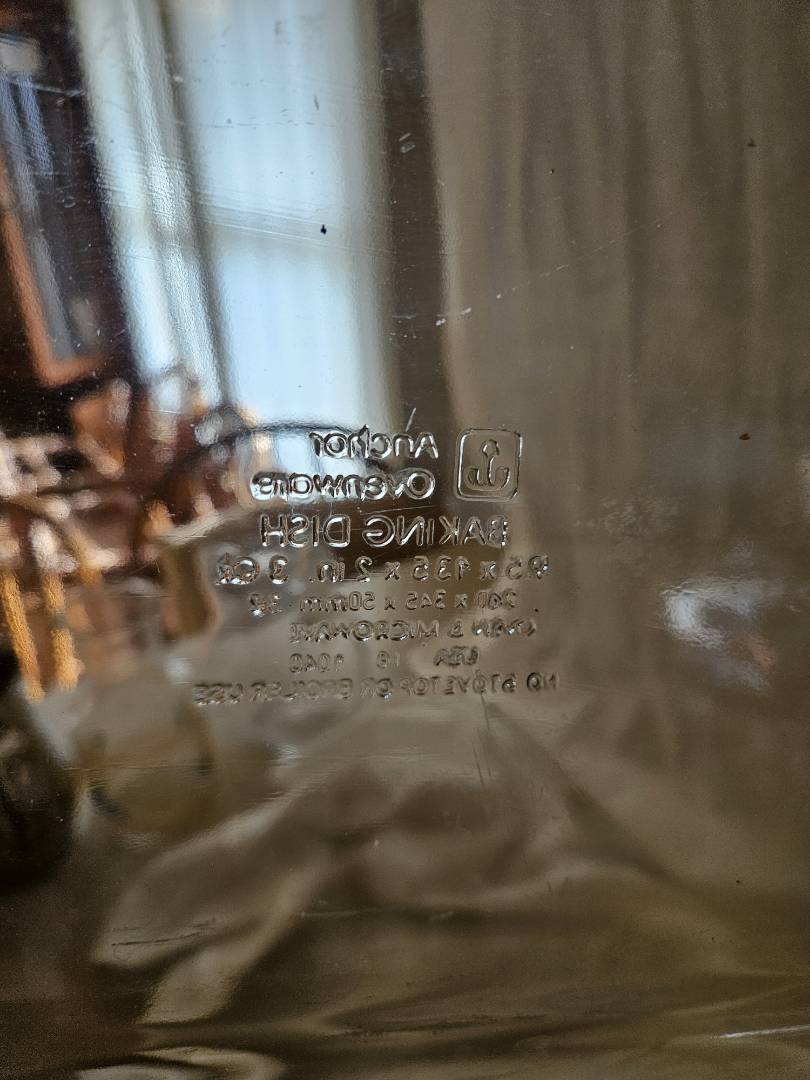 Anchor
Ovenware
BAKING DISH
9.5 x 13.5 x 2 in. 3 Qt
240 x 345 x 50mm
OVEN & MICROWAVE
USA 18 1040
NO STOVETOP OR BROILER USE